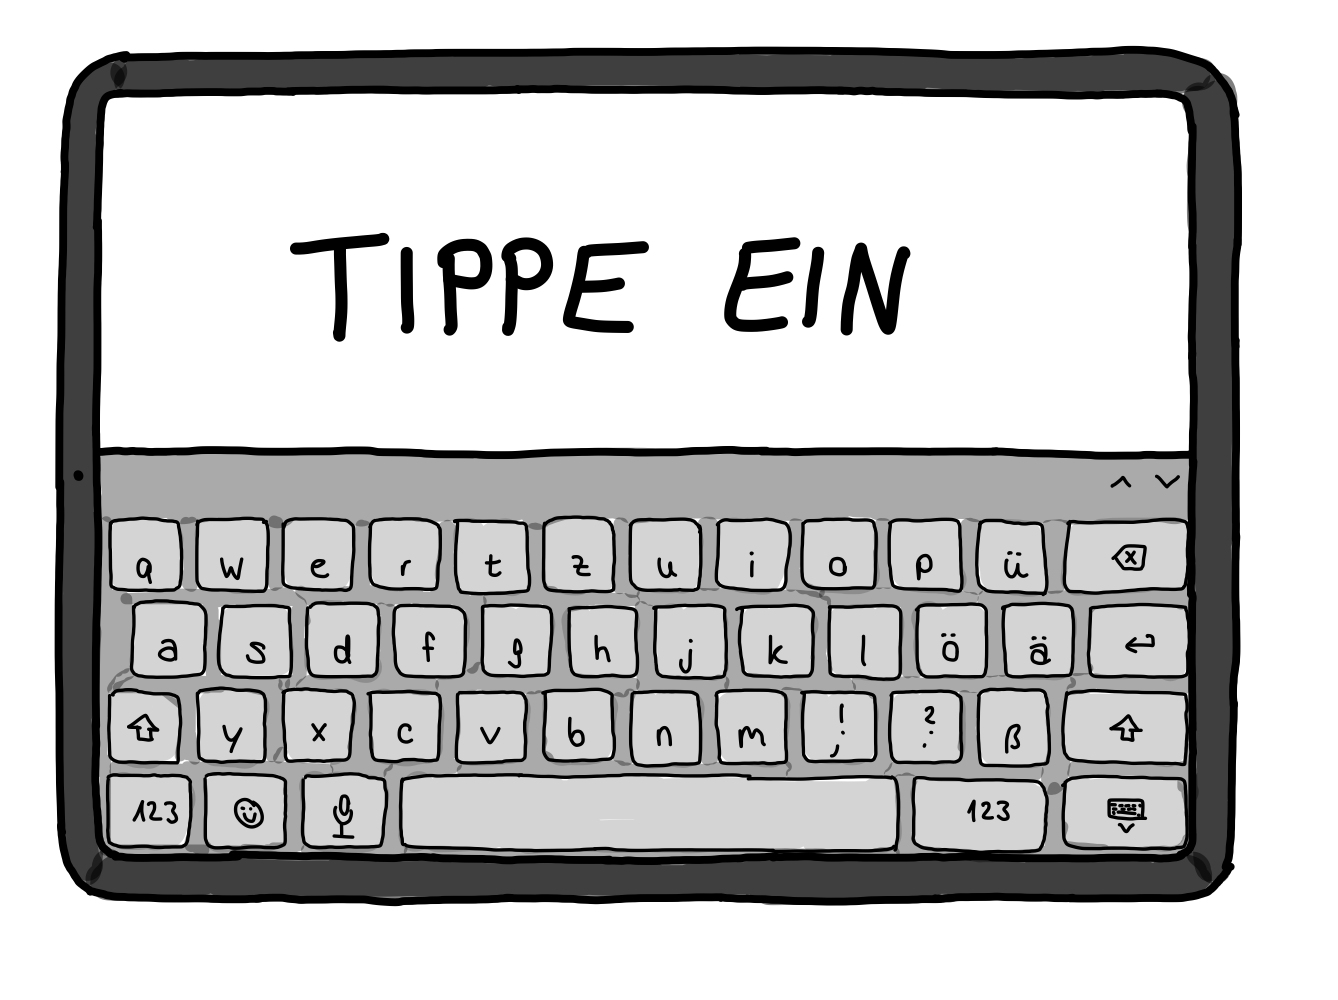 TIPPE EIN
q w e r t z u i o p ü
a s d f g h j k l ö ä
y x c v b n m ! ; ? : ß
123 123